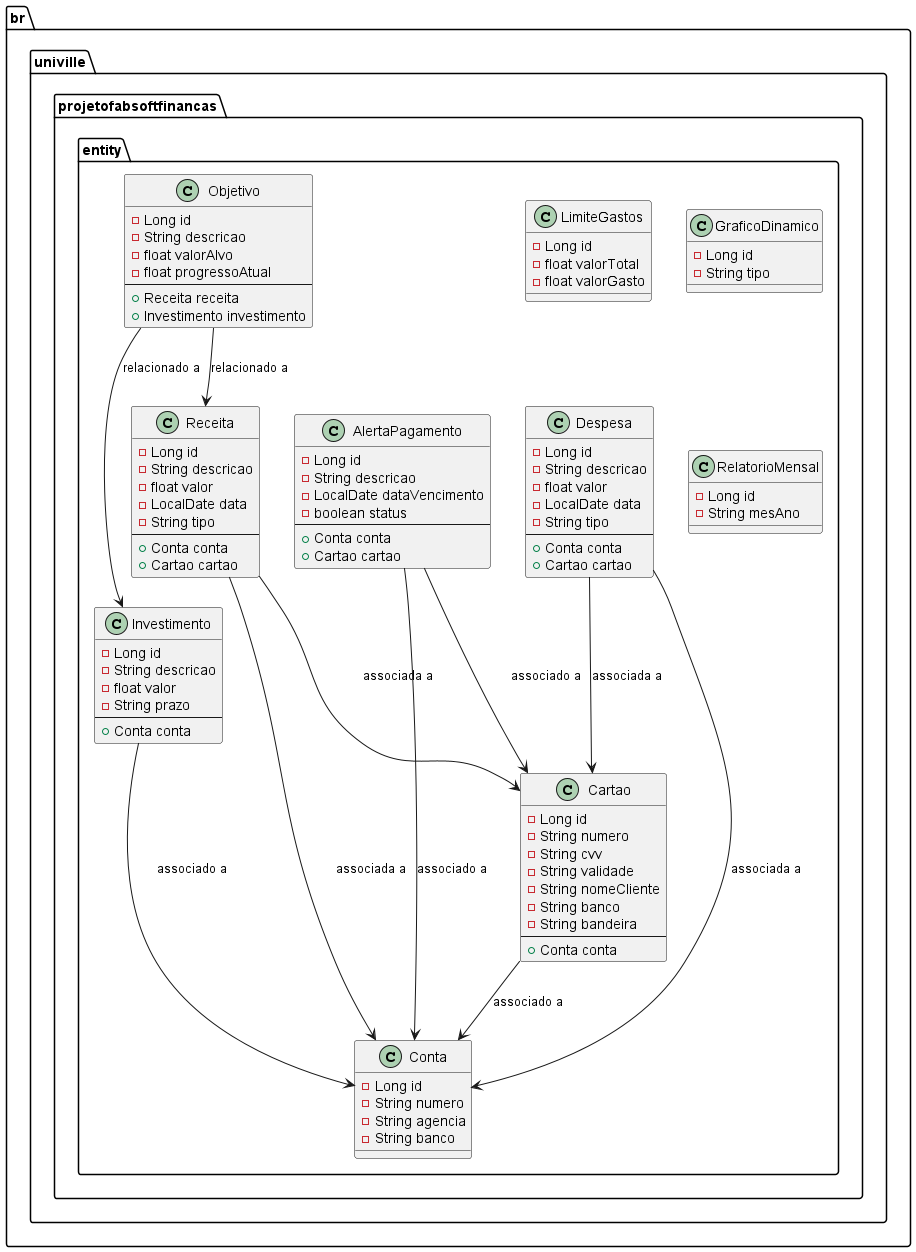 br
univille
projetofabsoftfinancas
entity
C Objetivo
Long id
String descricao
float valorAlvo
float progressoAtual
Receita receita
Investimento investimento
C LimiteGastos
Long id
float valorTotal
float valorGasto
C GraficoDinamico
Long id
String tipo
relacionado a
relacionado a
C Receita
Long id
String descricao
float valor
LocalDate data
String tipo
Conta conta
Cartao cartao
C AlertaPagamento
Long id
String descricao
LocalDate dataVencimento
boolean status
Conta conta
Cartao cartao
C Despesa
Long id
String descricao
float valor
LocalDate data
String tipo
Conta conta
Cartao cartao
C RelatorioMensal
Long id
String mesAno
C Investimento
Long id
String descricao
float valor
String prazo
Conta conta
associada a
associado a
associada a
C Cartao
Long id
String numero
String cvv
String validade
String nomeCliente
String banco
String bandeira
Conta conta
associado a
associada a
associado a
associada a
associado a
C Conta
Long id
String numero
String agencia
String banco